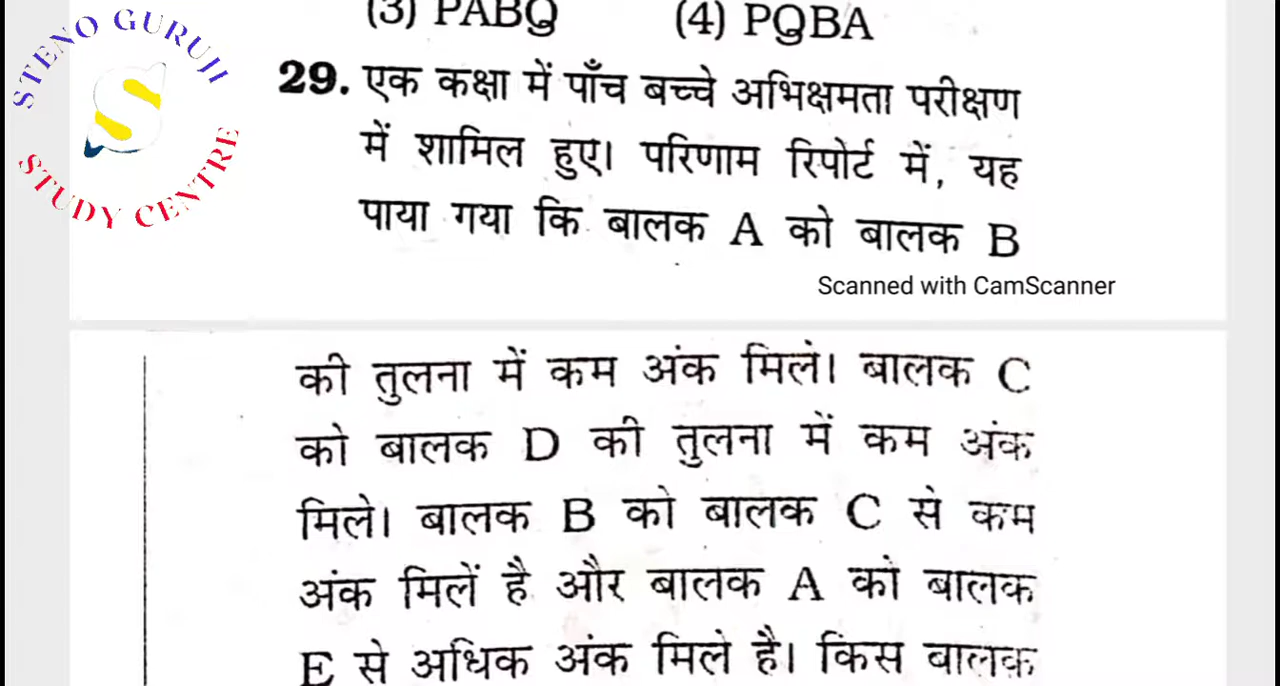 STENO GURUJI
STUDY CENTRE
S
(3) PABQ (4) PQBA
29. एक कक्षा में पाँच बच्चे अभिक्षमता परीक्षण
में शामिल हुए। परिणाम रिपोर्ट में, यह
पाया गया कि बालक A को बालक B
Scanned with CamScanner
की तुलना में कम अंक मिले। बालक C
को बालक D की तुलना में कम अंक
मिले। बालक B को बालक C से कम
अंक मिलें है और बालक A को बालक
E से अधिक अंक मिले है। किस बालक